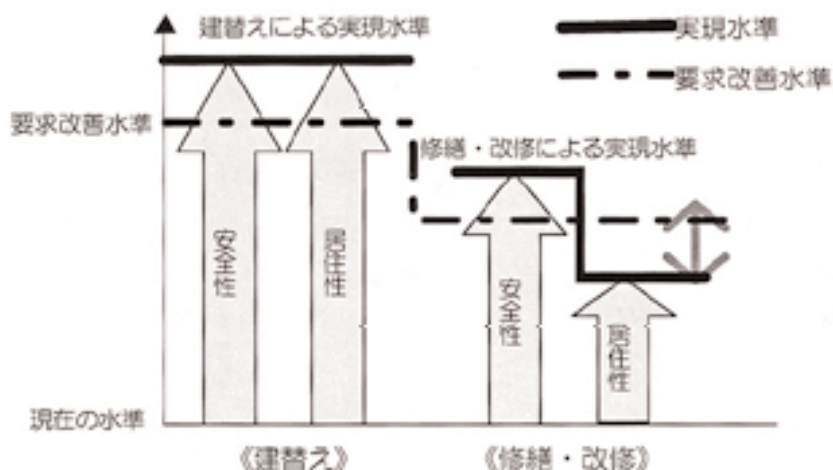 建替えによる実現水準
実現水準
要求改善水準
要求改善水準
修繕・改修による実現水準
安全性
居住性
安全性
居住性
現在の水準
《建替え》
《修繕・改修》